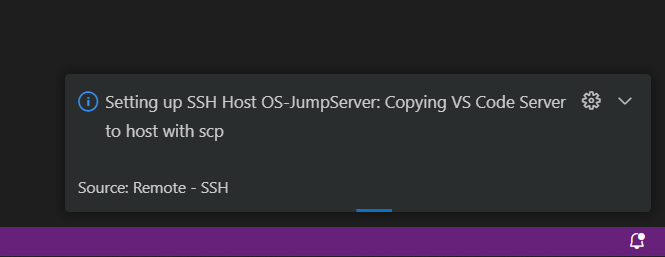 Setting up SSH Host OS-JumpServer: Copying VS Code Server
to host with scp
Source: Remote - SSH